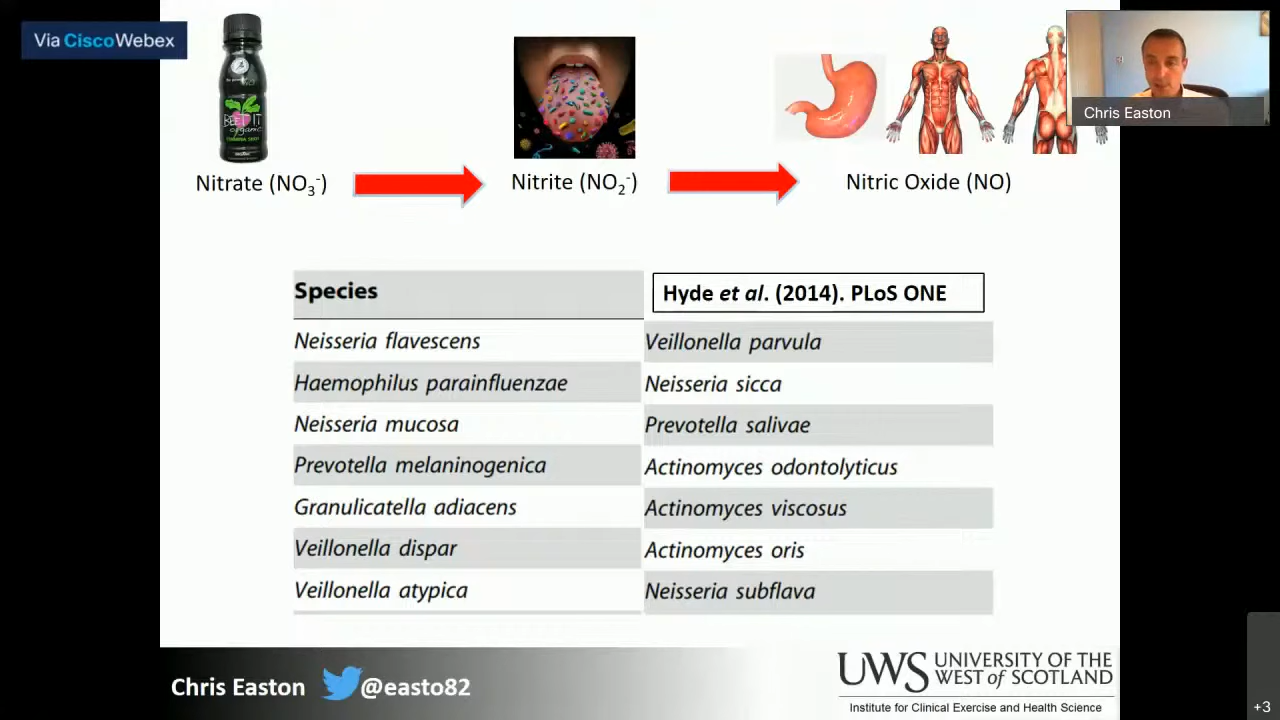 Via Cisco Webex
BEET IT
organic
Chris Easton
Nitrate (NO3-)
Nitrite (NO2-)
Nitric Oxide (NO)
Species
Hyde et al. (2014). PLoS ONE
Neisseria flavescens
Veillonella parvula
Haemophilus parainfluenzae
Neisseria sicca
Neisseria mucosa
Prevotella salivae
Prevotella melaninogenica
Actinomyces odontolyticus
Granulicatella adiacens
Actinomyces viscosus
Veillonella dispar
Actinomyces oris
Veillonella atypica
Neisseria subflava
Chris Easton
@easto82
UWS UNIVERSITY OF THE
WEST of SCOTLAND
Institute for Clinical Exercise and Health Science
+3